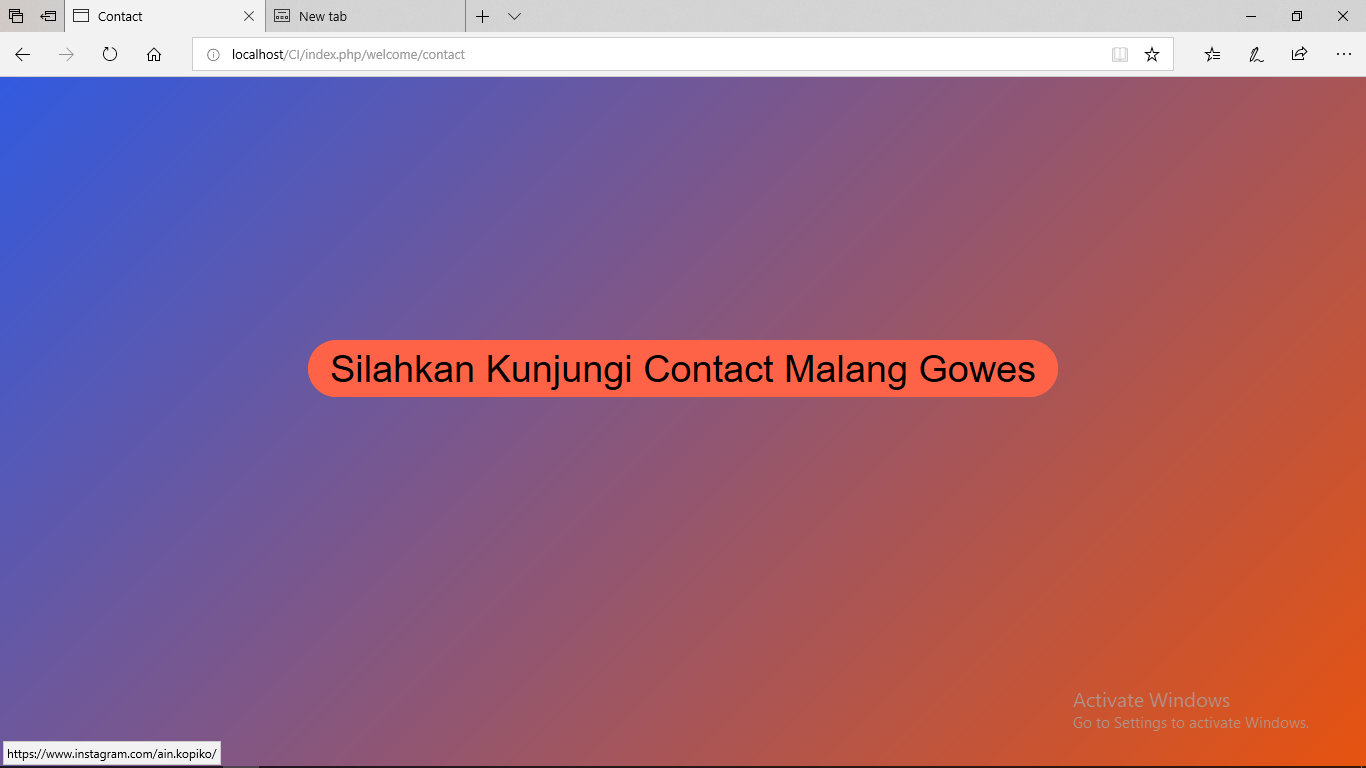 Contact
New tab
localhost/CI/index.php/welcome/contact
Silahkan Kunjungi Contact Malang Gowes
Activate Windows
Go to Settings to activate Windows.
https://www.instagram.com/ain.kopiko/